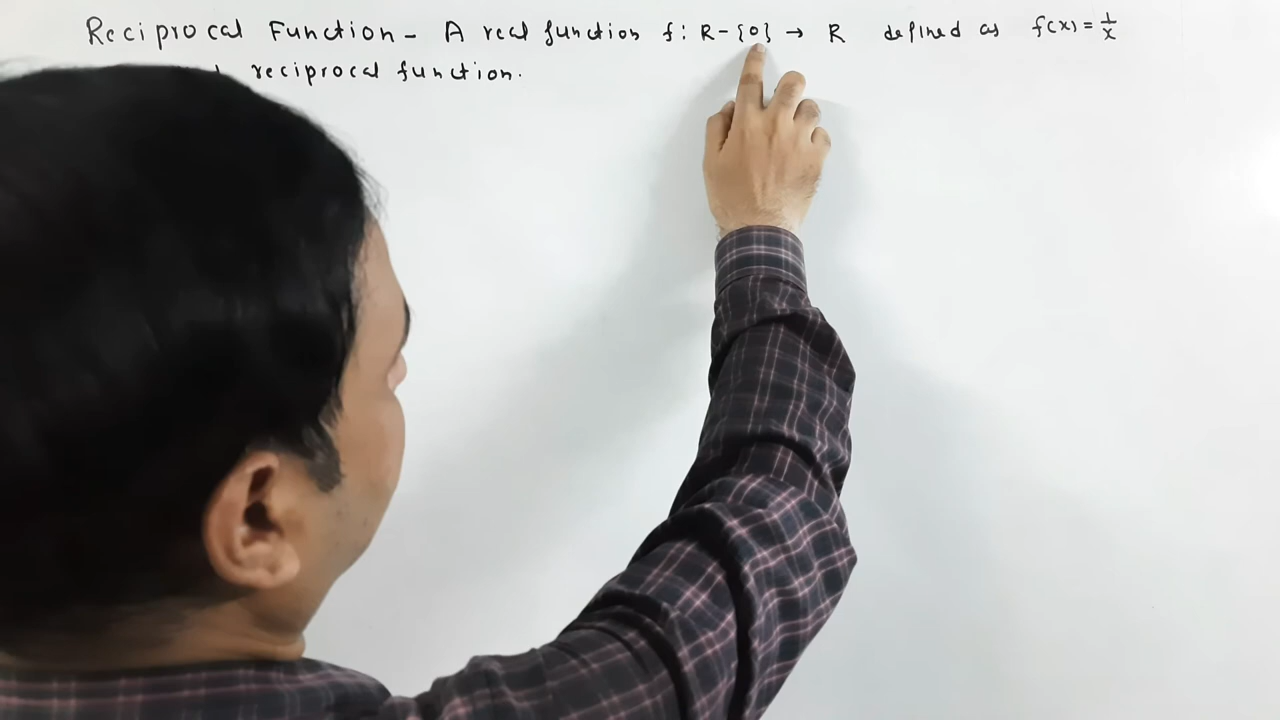 Reciprocal Function - A real function f: R-{0} → R defined as f(x) = 1/x
reciprocal function.